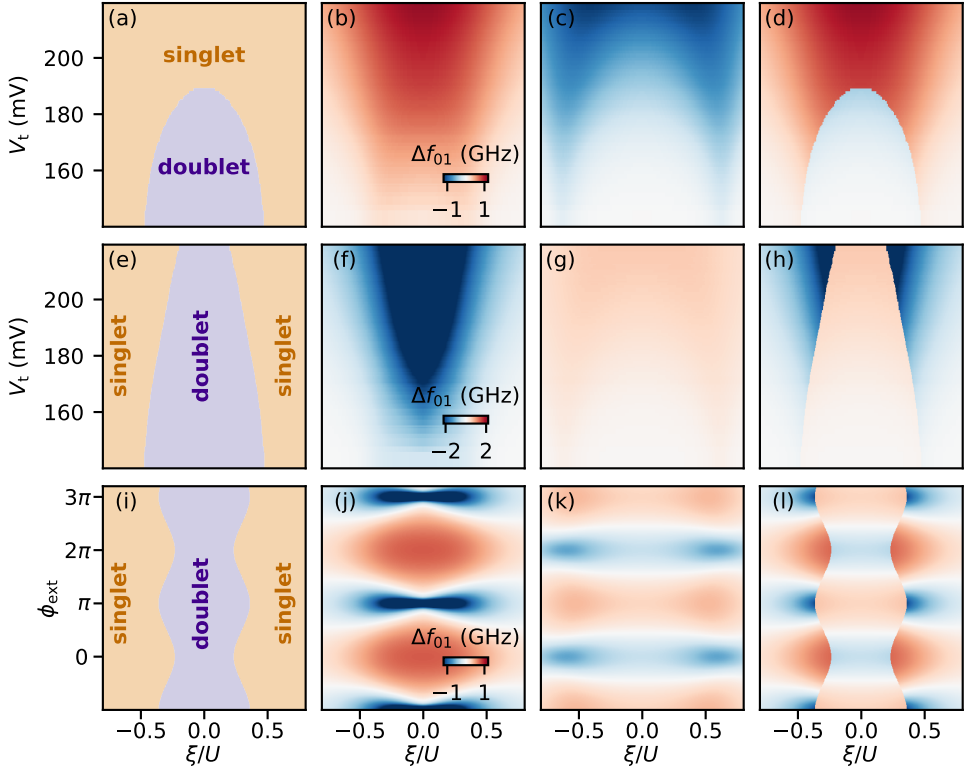 (a) (b) (c) (d)
singlet
doublet
V_t (mV)
200
180
160
Δf_01 (GHz)
−1 1
(e) (f) (g) (h)
singlet doublet singlet
V_t (mV)
200
180
160
Δf_01 (GHz)
−2 2
(i) (j) (k) (l)
singlet doublet singlet
ϕ_ext
3π
2π
π
0
Δf_01 (GHz)
−1 1
−0.5 0.0 0.5 −0.5 0.0 0.5 −0.5 0.0 0.5 −0.5 0.0 0.5
ξ/U ξ/U ξ/U ξ/U